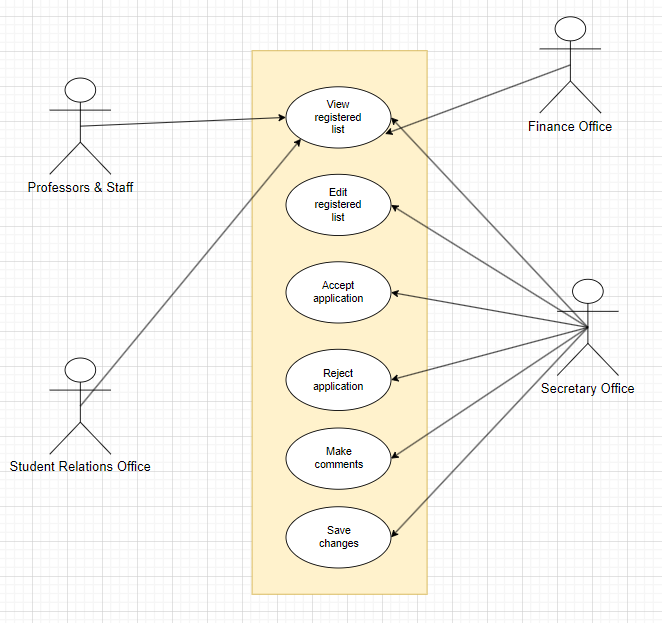 View
registered
list
Finance Office
Professors & Staff
Edit
registered
list
Accept
application
Reject
application
Secretary Office
Student Relations Office
Make
comments
Save
changes